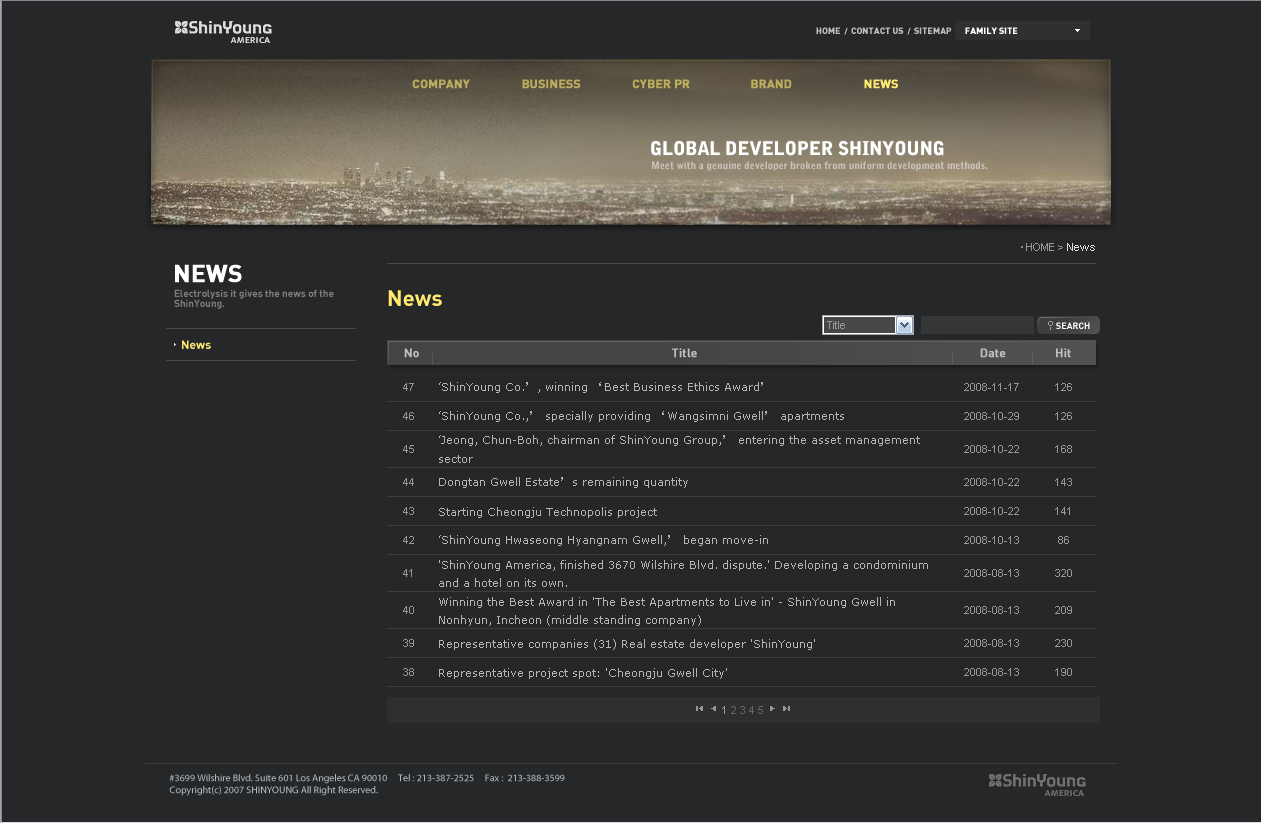 ShinYoung
AMERICA
HOME / CONTACT US / SITEMAP FAMILY SITE
COMPANY BUSINESS CYBER PR BRAND NEWS
GLOBAL DEVELOPER SHINYOUNG
Meet with a genuine developer broken from uniform development methods.
HOME > News
NEWS
Electrolysis it gives the news of the
ShinYoung.
News
News
Title SEARCH
No Title Date Hit
47 ‘ShinYoung Co.’ , winning ‘Best Business Ethics Award’ 2008-11-17 126
46 ‘ShinYoung Co.,’ specially providing ‘Wangsimni Gwell’ apartments 2008-10-29 126
45 ‘Jeong, Chun-Boh, chairman of ShinYoung Group,’ entering the asset management
sector 2008-10-22 168
44 Dongtan Gwell Estate’ s remaining quantity 2008-10-22 143
43 Starting Cheongju Technopolis project 2008-10-22 141
42 ‘ShinYoung Hwaseong Hyangnam Gwell,’ began move-in 2008-10-13 86
41 'ShinYoung America, finished 3670 Wilshire Blvd. dispute.' Developing a condominium
and a hotel on its own. 2008-08-13 320
40 Winning the Best Award in 'The Best Apartments to Live in' - ShinYoung Gwell in
Nonhyun, Incheon (middle standing company) 2008-08-13 209
39 Representative companies (31) Real estate developer 'ShinYoung' 2008-08-13 230
38 Representative project spot: 'Cheongju Gwell City' 2008-08-13 190
1 2 3 4 5
#3699 Wilshire Blvd. Suite 601 Los Angeles CA 90010 Tel : 213-387-2525 Fax : 213-388-3599
Copyright(c) 2007 SHINYOUNG All Right Reserved.
ShinYoung
AMERICA